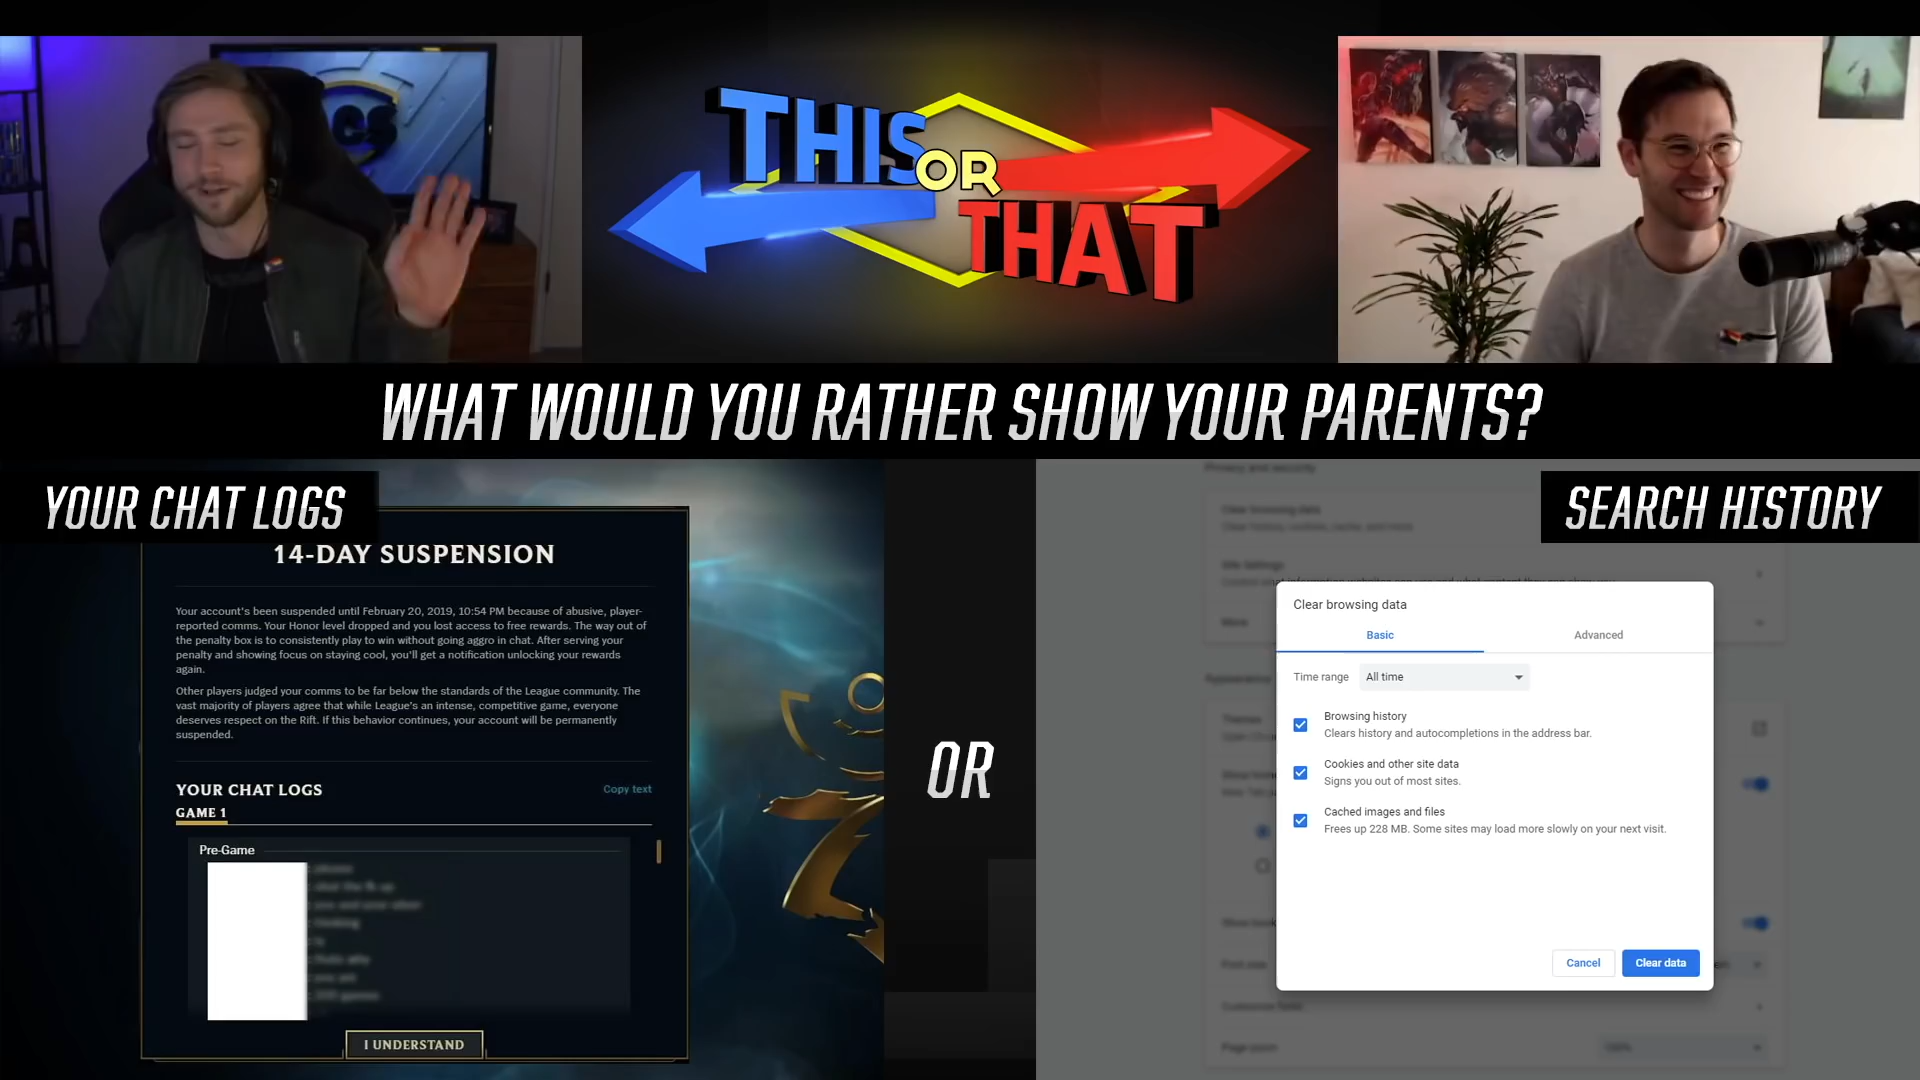 THIS
OR
THAT
CS
WHAT WOULD YOU RATHER SHOW YOUR PARENTS?
YOUR CHAT LOGS
14-DAY SUSPENSION
Your account's been suspended until February 20, 2019, 10:54 PM because of abusive, player-
reported comms. Your Honor level dropped and you lost access to free rewards. The way out of
the penalty box is to consistently play to win without going aggro in chat. After serving your
penalty and showing focus on staying cool, you'll get a notification unlocking your rewards
again.
Other players judged your comms to be far below the standards of the League community. The
vast majority of players agree that while League's an intense, competitive game, everyone
deserves respect on the Rift. If this behavior continues, your account will be permanently
suspended.
YOUR CHAT LOGS
Copy text
GAME 1
Pre-Game
I UNDERSTAND
OR
SEARCH HISTORY
Privacy and security
Clear browsing data
Clear browsing data
Basic
Advanced
Time range
All time
Browsing history
Clears history and autocompletions in the address bar.
Cookies and other site data
Signs you out of most sites.
Cached images and files
Frees up 228 MB. Some sites may load more slowly on your next visit.
Cancel
Clear data